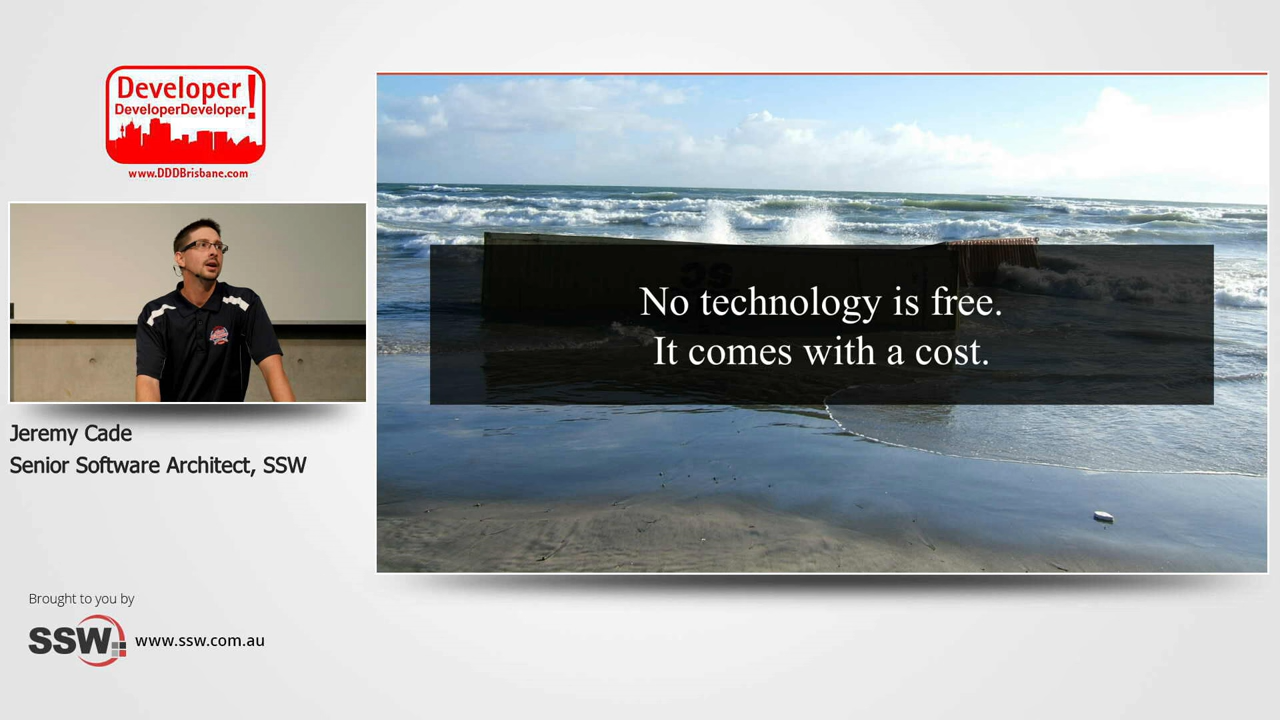 Developer!
DeveloperDeveloper
www.DDDBrisbane.com
Jeremy Cade
Senior Software Architect, SSW
Brought to you by
SSW www.ssw.com.au
No technology is free.
It comes with a cost.